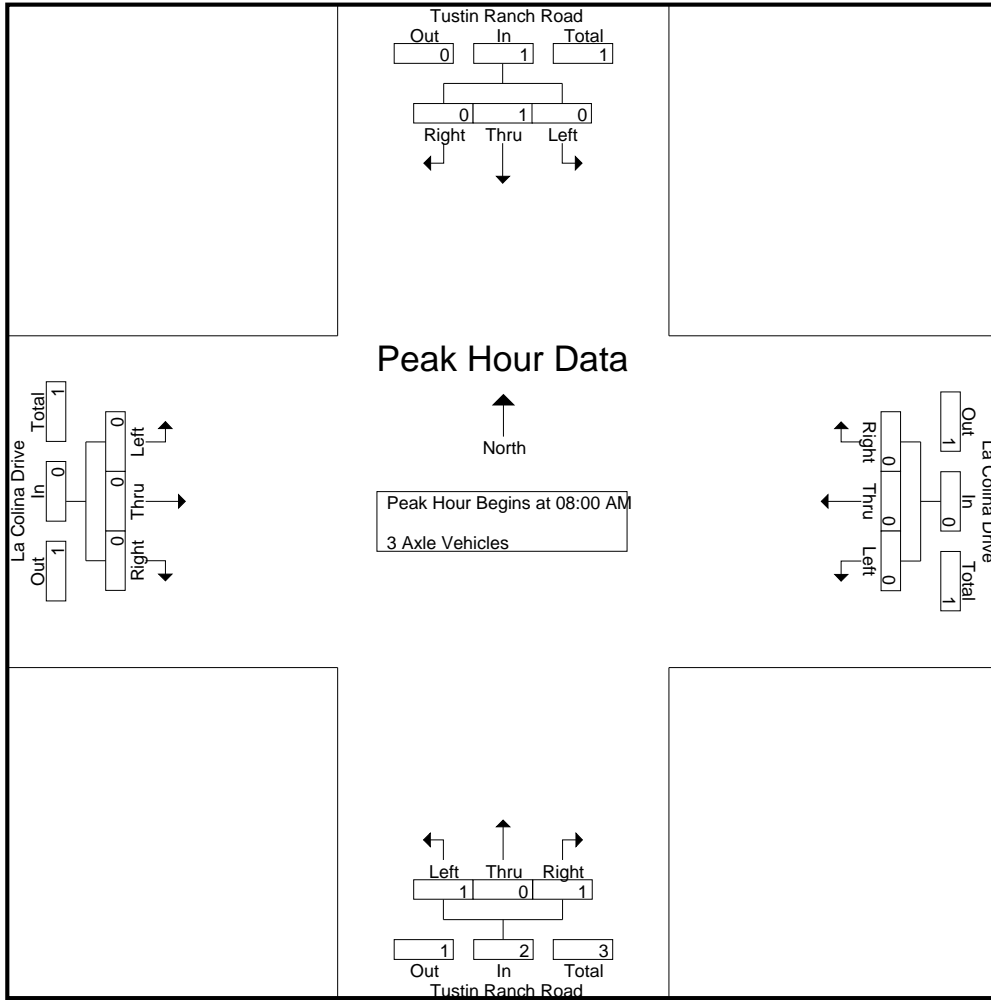 Tustin Ranch Road
Out In Total
0 1 1
0 1 0
Right Thru Left
Peak Hour Data
North
Peak Hour Begins at 08:00 AM
3 Axle Vehicles
La Colina Drive
Out In Total
1 0 1
0 0 0
Right Thru Left
La Colina Drive
Out In Total
1 0 1
0 0 0
Right Thru Left
Left Thru Right
1 0 1
1 2 3
Out In Total
Tustin Ranch Road